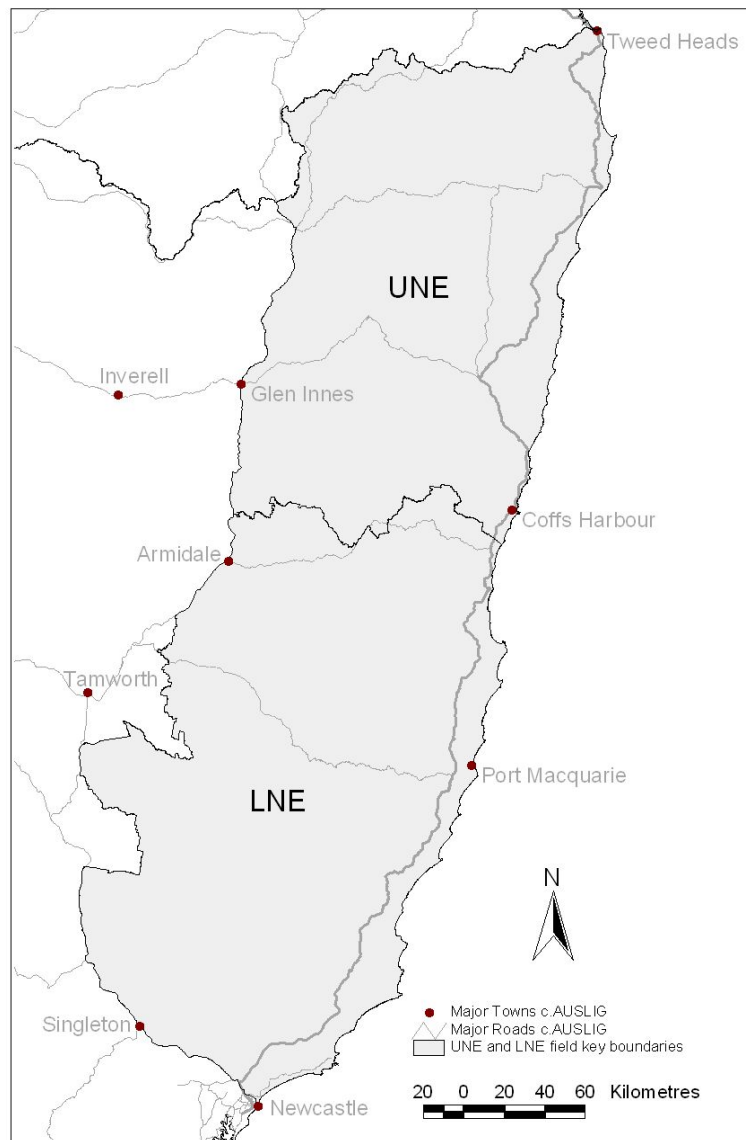 Tweed Heads
UNE
Inverell
Glen Innes
Coffs Harbour
Armidale
Tamworth
Port Macquarie
LNE
N
Major Towns c.AUSLIG
Singleton
Major Roads c.AUSLIG
UNE and LNE field key boundaries
20 0 20 40 60 Kilometres
Newcastle